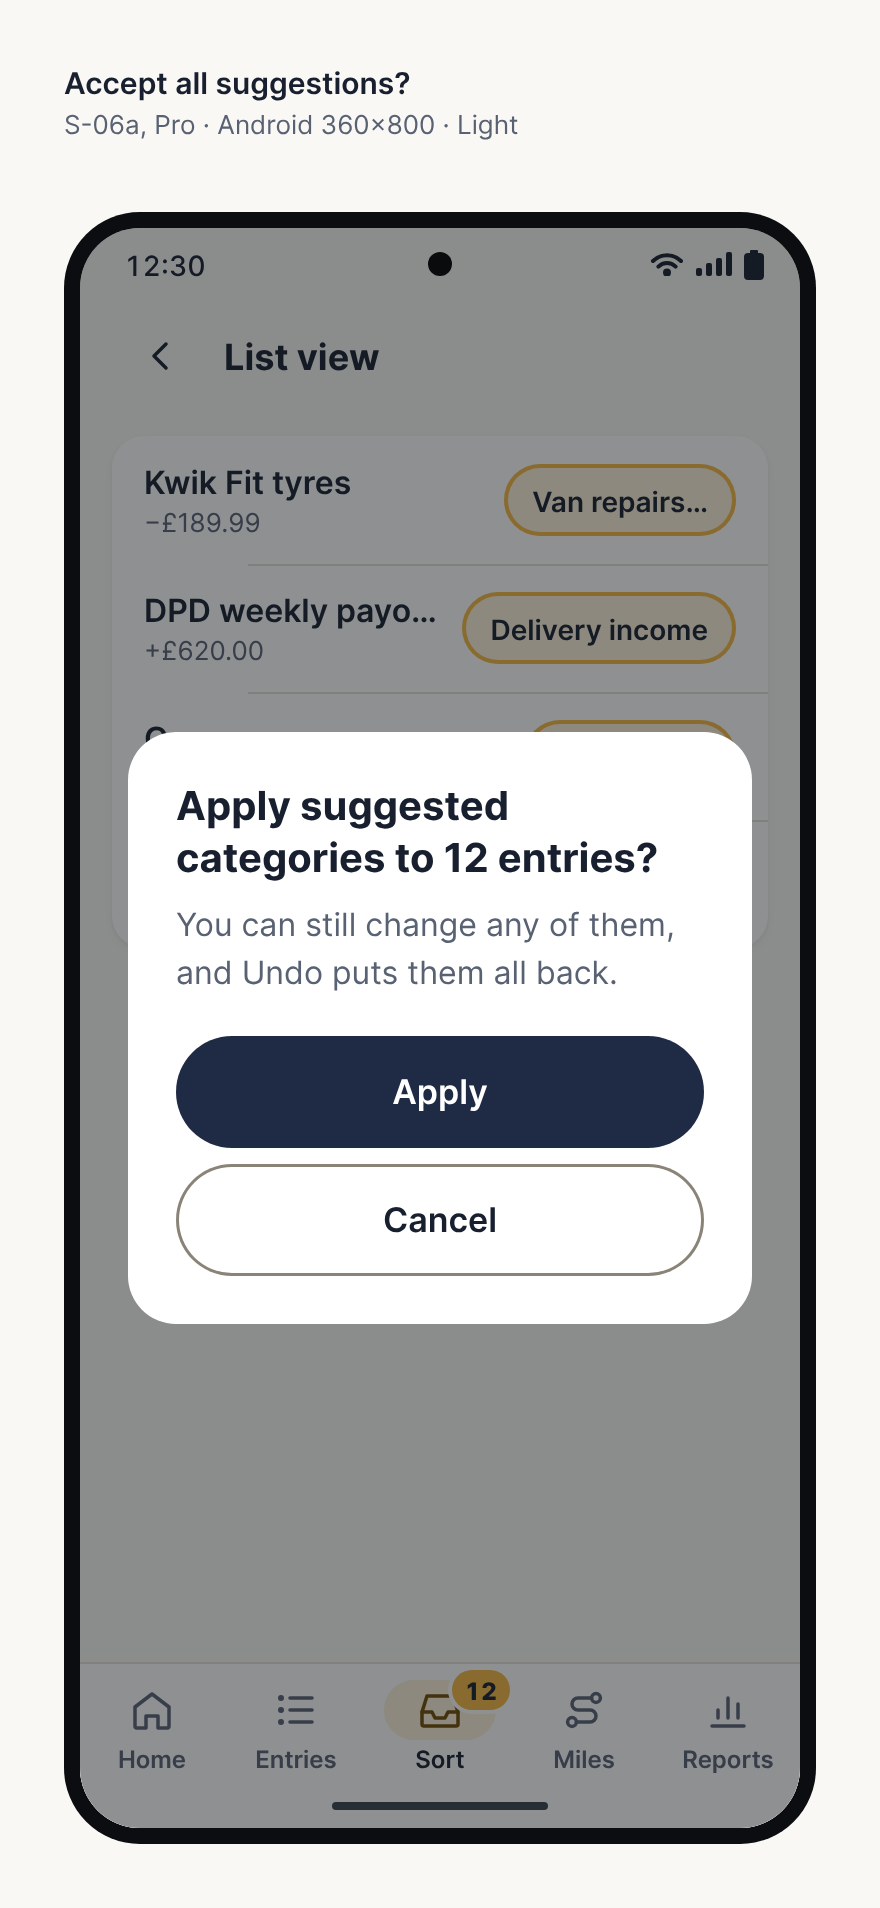 Accept all suggestions?
S-06a, Pro · Android 360×800 · Light
12:30
List view
Kwik Fit tyres
−£189.99
Van repairs…
DPD weekly payo…
+£620.00
Delivery income
Apply suggested
categories to 12 entries?
You can still change any of them,
and Undo puts them all back.
Apply
Cancel
12
Home
Entries
Sort
Miles
Reports